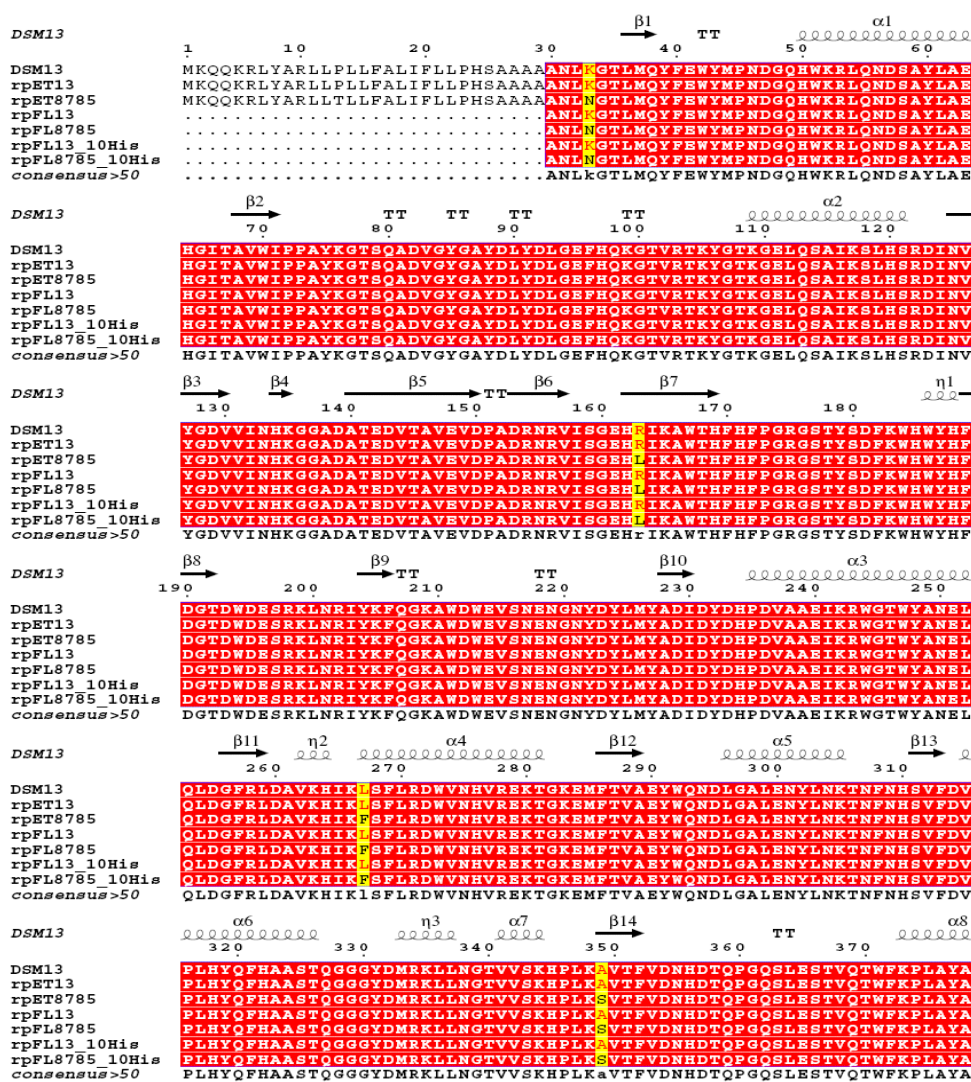 DSM13 β1 TT α1
1 10 20 30 40 50 60
DSM13 MKQQKRLYARLLPLLFALIFLLPHSAAAAANLKGTLMQYFEWYMPNDGQHWKRLQNDSAYLAE
rpET13 MKQQKRLYARLLPLLFALIFLLPHSAAAAANLKGTLMQYFEWYMPNDGQHWKRLQNDSAYLAE
rpET8785 MKQQKRLYARLLTLLFALIFLLPHSAAAAANLNGTLMQYFEWYMPNDGQHWKRLQNDSAYLAE
rpFL13 .............................ANLKGTLMQYFEWYMPNDGQHWKRLQNDSAYLAE
rpFL8785 .............................ANLNGTLMQYFEWYMPNDGQHWKRLQNDSAYLAE
rpFL13_10His .............................ANLKGTLMQYFEWYMPNDGQHWKRLQNDSAYLAE
rpFL8785_10His .............................ANLNGTLMQYFEWYMPNDGQHWKRLQNDSAYLAE
consensus>50 .............................ANLkGTLMQYFEWYMPNDGQHWKRLQNDSAYLAE
DSM13 β2 TT TT TT TT α2
70 80 90 100 110 120
DSM13 HGITAVWIPPAYKGTSQADVGYGAYDLYDLGEFHQKGTVRTKYGTKGELQSAIKSLHSRDINV
rpET13 HGITAVWIPPAYKGTSQADVGYGAYDLYDLGEFHQKGTVRTKYGTKGELQSAIKSLHSRDINV
rpET8785 HGITAVWIPPAYKGTSQADVGYGAYDLYDLGEFHQKGTVRTKYGTKGELQSAIKSLHSRDINV
rpFL13 HGITAVWIPPAYKGTSQADVGYGAYDLYDLGEFHQKGTVRTKYGTKGELQSAIKSLHSRDINV
rpFL8785 HGITAVWIPPAYKGTSQADVGYGAYDLYDLGEFHQKGTVRTKYGTKGELQSAIKSLHSRDINV
rpFL13_10His HGITAVWIPPAYKGTSQADVGYGAYDLYDLGEFHQKGTVRTKYGTKGELQSAIKSLHSRDINV
rpFL8785_10His HGITAVWIPPAYKGTSQADVGYGAYDLYDLGEFHQKGTVRTKYGTKGELQSAIKSLHSRDINV
consensus>50 HGITAVWIPPAYKGTSQADVGYGAYDLYDLGEFHQKGTVRTKYGTKGELQSAIKSLHSRDINV
DSM13 β3 β4 β5 TT β6 β7 η1
130 140 150 160 170 180
DSM13 YGDVVINHKGGADATEDVTAVEVDPADRNRVISGEHRIKAWTHFHFPGRGSTYSDFKWHWYHF
rpET13 YGDVVINHKGGADATEDVTAVEVDPADRNRVISGEHRIKAWTHFHFPGRGSTYSDFKWHWYHF
rpET8785 YGDVVINHKGGADATEDVTAVEVDPADRNRVISGEHLIKAWTHFHFPGRGSTYSDFKWHWYHF
rpFL13 YGDVVINHKGGADATEDVTAVEVDPADRNRVISGEHRIKAWTHFHFPGRGSTYSDFKWHWYHF
rpFL8785 YGDVVINHKGGADATEDVTAVEVDPADRNRVISGEHLIKAWTHFHFPGRGSTYSDFKWHWYHF
rpFL13_10His YGDVVINHKGGADATEDVTAVEVDPADRNRVISGEHRIKAWTHFHFPGRGSTYSDFKWHWYHF
rpFL8785_10His YGDVVINHKGGADATEDVTAVEVDPADRNRVISGEHLIKAWTHFHFPGRGSTYSDFKWHWYHF
consensus>50 YGDVVINHKGGADATEDVTAVEVDPADRNRVISGEHrIKAWTHFHFPGRGSTYSDFKWHWYHF
DSM13 β8 β9 TT TT β10 α3
190 200 210 220 230 240 250
DSM13 DGTDWDESRKLNRIYKFQGKAWDWEVSNENGNYDYLMYADIDYDHPDVAAEIKRWGTWYANEL
rpET13 DGTDWDESRKLNRIYKFQGKAWDWEVSNENGNYDYLMYADIDYDHPDVAAEIKRWGTWYANEL
rpET8785 DGTDWDESRKLNRIYKFQGKAWDWEVSNENGNYDYLMYADIDYDHPDVAAEIKRWGTWYANEL
rpFL13 DGTDWDESRKLNRIYKFQGKAWDWEVSNENGNYDYLMYADIDYDHPDVAAEIKRWGTWYANEL
rpFL8785 DGTDWDESRKLNRIYKFQGKAWDWEVSNENGNYDYLMYADIDYDHPDVAAEIKRWGTWYANEL
rpFL13_10His DGTDWDESRKLNRIYKFQGKAWDWEVSNENGNYDYLMYADIDYDHPDVAAEIKRWGTWYANEL
rpFL8785_10His DGTDWDESRKLNRIYKFQGKAWDWEVSNENGNYDYLMYADIDYDHPDVAAEIKRWGTWYANEL
consensus>50 DGTDWDESRKLNRIYKFQGKAWDWEVSNENGNYDYLMYADIDYDHPDVAAEIKRWGTWYANEL
DSM13 β11 η2 α4 β12 α5 β13
260 270 280 290 300 310
DSM13 QLDGFRLDAVKHIKLSFLRDWVNHVREKTGKEMFTVAEYWQNDLGALENYLNKTNFNHSVFDV
rpET13 QLDGFRLDAVKHIKLSFLRDWVNHVREKTGKEMFTVAEYWQNDLGALENYLNKTNFNHSVFDV
rpET8785 QLDGFRLDAVKHIKFSFLRDWVNHVREKTGKEMFTVAEYWQNDLGALENYLNKTNFNHSVFDV
rpFL13 QLDGFRLDAVKHIKLSFLRDWVNHVREKTGKEMFTVAEYWQNDLGALENYLNKTNFNHSVFDV
rpFL8785 QLDGFRLDAVKHIKFSFLRDWVNHVREKTGKEMFTVAEYWQNDLGALENYLNKTNFNHSVFDV
rpFL13_10His QLDGFRLDAVKHIKLSFLRDWVNHVREKTGKEMFTVAEYWQNDLGALENYLNKTNFNHSVFDV
rpFL8785_10His QLDGFRLDAVKHIKFSFLRDWVNHVREKTGKEMFTVAEYWQNDLGALENYLNKTNFNHSVFDV
consensus>50 QLDGFRLDAVKHIKlSFLRDWVNHVREKTGKEMFTVAEYWQNDLGALENYLNKTNFNHSVFDV
DSM13 α6 η3 α7 β14 TT α8
320 330 340 350 360 370
DSM13 PLHYQFHAASTQGGGYDMRKLLNGTVVSKHPLKAVTFVDNHDTQPGQSLESTVQTWFKPLAYA
rpET13 PLHYQFHAASTQGGGYDMRKLLNGTVVSKHPLKAVTFVDNHDTQPGQSLESTVQTWFKPLAYA
rpET8785 PLHYQFHAASTQGGGYDMRKLLNGTVVSKHPLKSVTFVDNHDTQPGQSLESTVQTWFKPLAYA
rpFL13 PLHYQFHAASTQGGGYDMRKLLNGTVVSKHPLKAVTFVDNHDTQPGQSLESTVQTWFKPLAYA
rpFL8785 PLHYQFHAASTQGGGYDMRKLLNGTVVSKHPLKSVTFVDNHDTQPGQSLESTVQTWFKPLAYA
rpFL13_10His PLHYQFHAASTQGGGYDMRKLLNGTVVSKHPLKAVTFVDNHDTQPGQSLESTVQTWFKPLAYA
rpFL8785_10His PLHYQFHAASTQGGGYDMRKLLNGTVVSKHPLKSVTFVDNHDTQPGQSLESTVQTWFKPLAYA
consensus>50 PLHYQFHAASTQGGGYDMRKLLNGTVVSKHPLKaVTFVDNHDTQPGQSLESTVQTWFKPLAYA